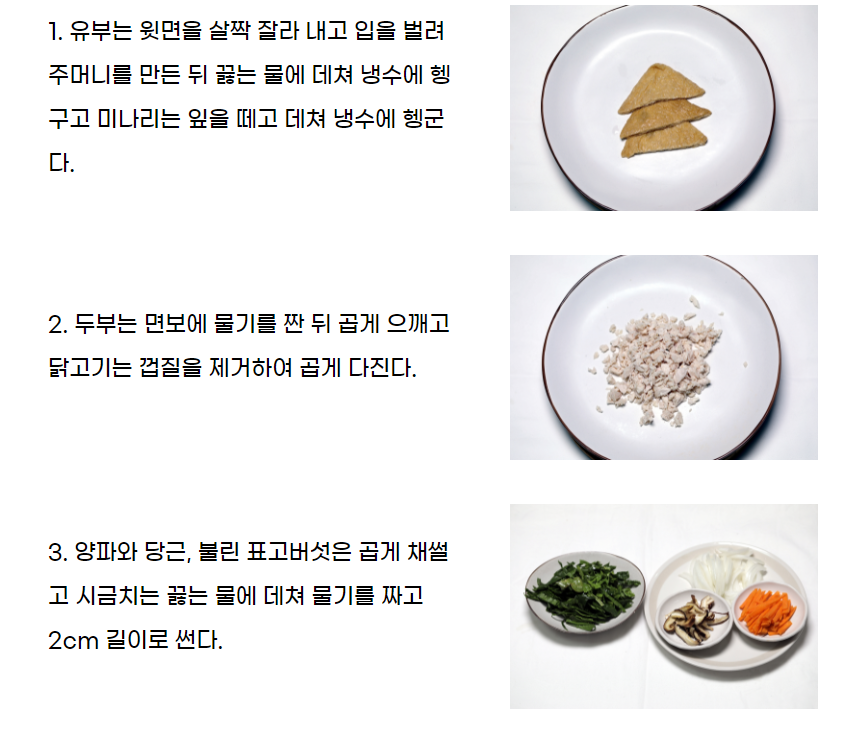 1. 유부는 윗면을 살짝 잘라 내고 입을 벌려
주머니를 만든 뒤 끓는 물에 데쳐 냉수에 헹
구고 미나리는 잎을 떼고 데쳐 냉수에 헹군
다.
2. 두부는 면보에 물기를 짠 뒤 곱게 으깨고
닭고기는 껍질을 제거하여 곱게 다진다.
3. 양파와 당근, 불린 표고버섯은 곱게 채썰
고 시금치는 끓는 물에 데쳐 물기를 짜고
2cm 길이로 썬다.